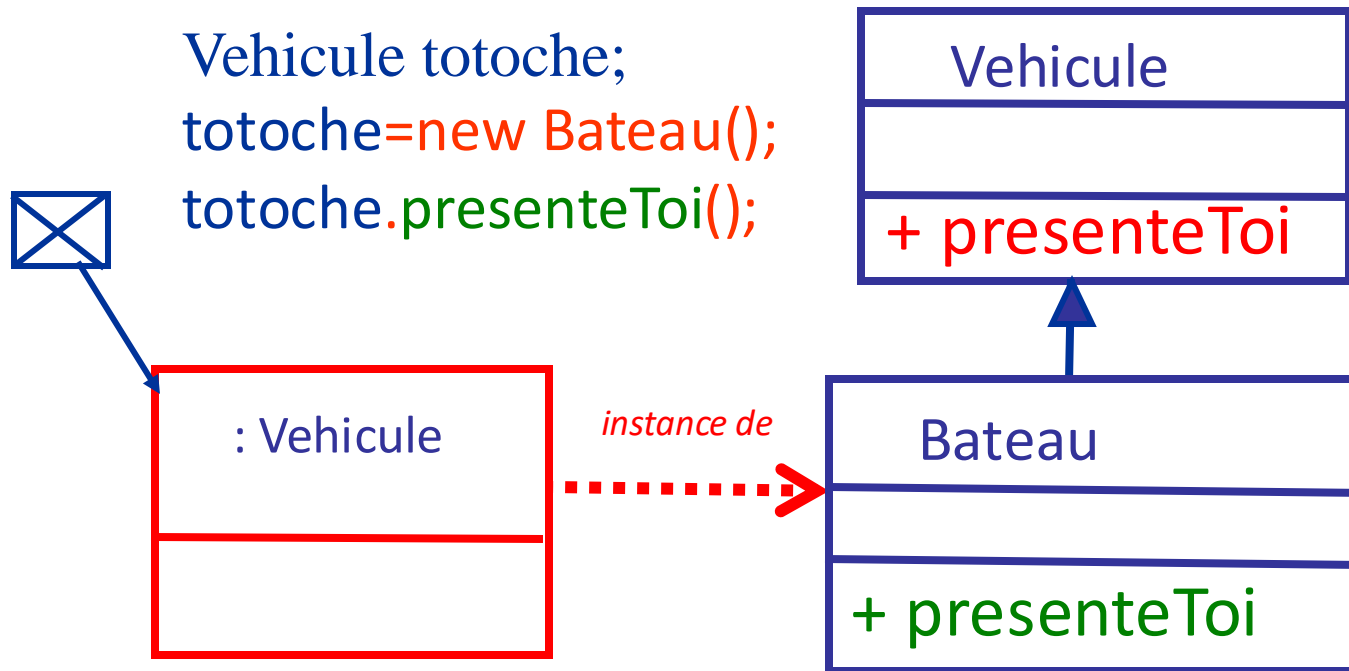 Vehicule totoche;
totoche=new Bateau();
totoche.presenteToi();
Vehicule
+ presenteToi
: Vehicule
instance de
Bateau
+ presenteToi